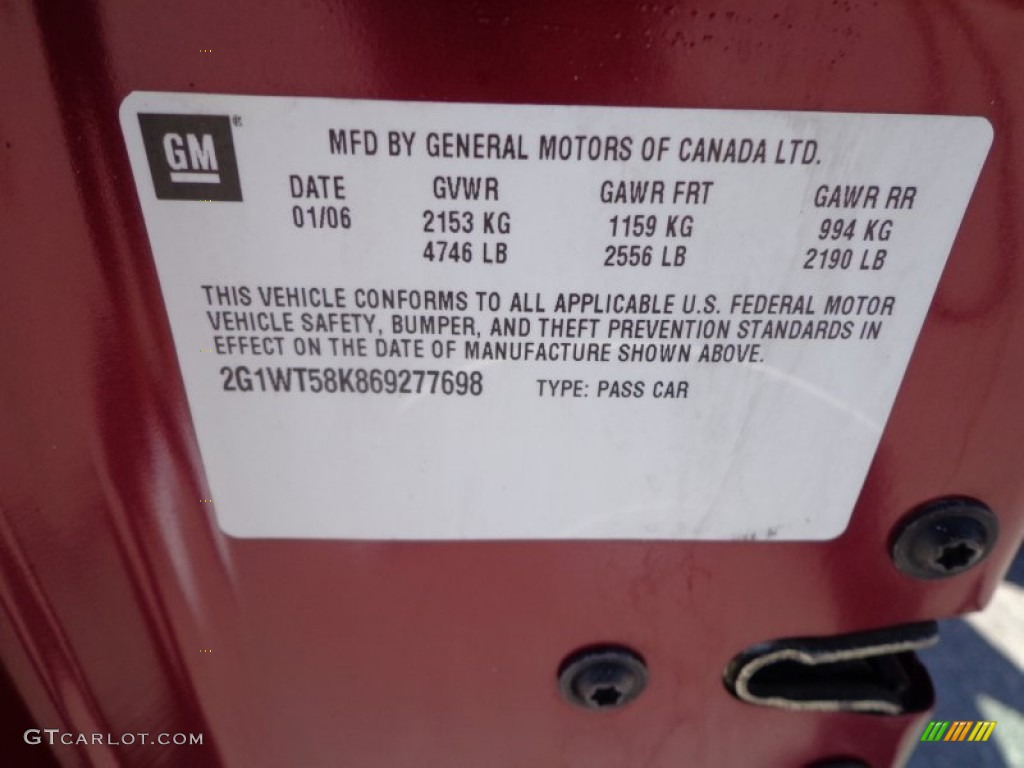 GM ®
MFD BY GENERAL MOTORS OF CANADA LTD.
DATE GVWR GAWR FRT GAWR RR
01/06 2153 KG 1159 KG 994 KG
4746 LB 2556 LB 2190 LB
THIS VEHICLE CONFORMS TO ALL APPLICABLE U.S. FEDERAL MOTOR
VEHICLE SAFETY, BUMPER, AND THEFT PREVENTION STANDARDS IN
EFFECT ON THE DATE OF MANUFACTURE SHOWN ABOVE.
2G1WT58K869277698 TYPE: PASS CAR
GTCARLOT.COM